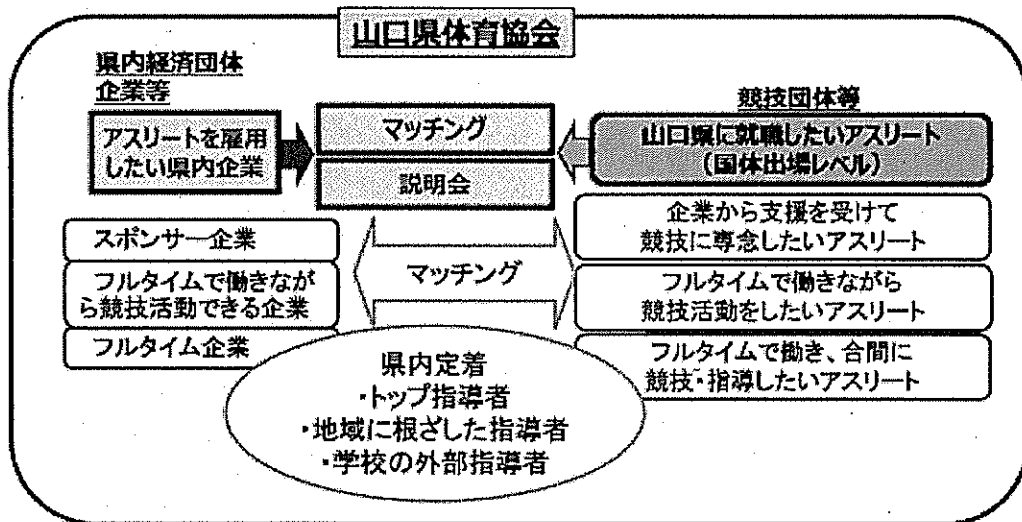 山口県体育協会
県内経済団体
企業等
アスリートを雇用
したい県内企業
マッチング
説明会
競技団体等
山口県に就職したいアスリート
(国体出場レベル)
スポンサー企業
フルタイムで働きなが
ら競技活動できる企業
フルタイム企業
マッチング
企業から支援を受けて
競技に専念したいアスリート
フルタイムで働きながら
競技活動をしたいアスリート
フルタイムで働き、合間に
競技・指導したいアスリート
県内定着
・トップ指導者
・地域に根ざした指導者
・学校の外部指導者